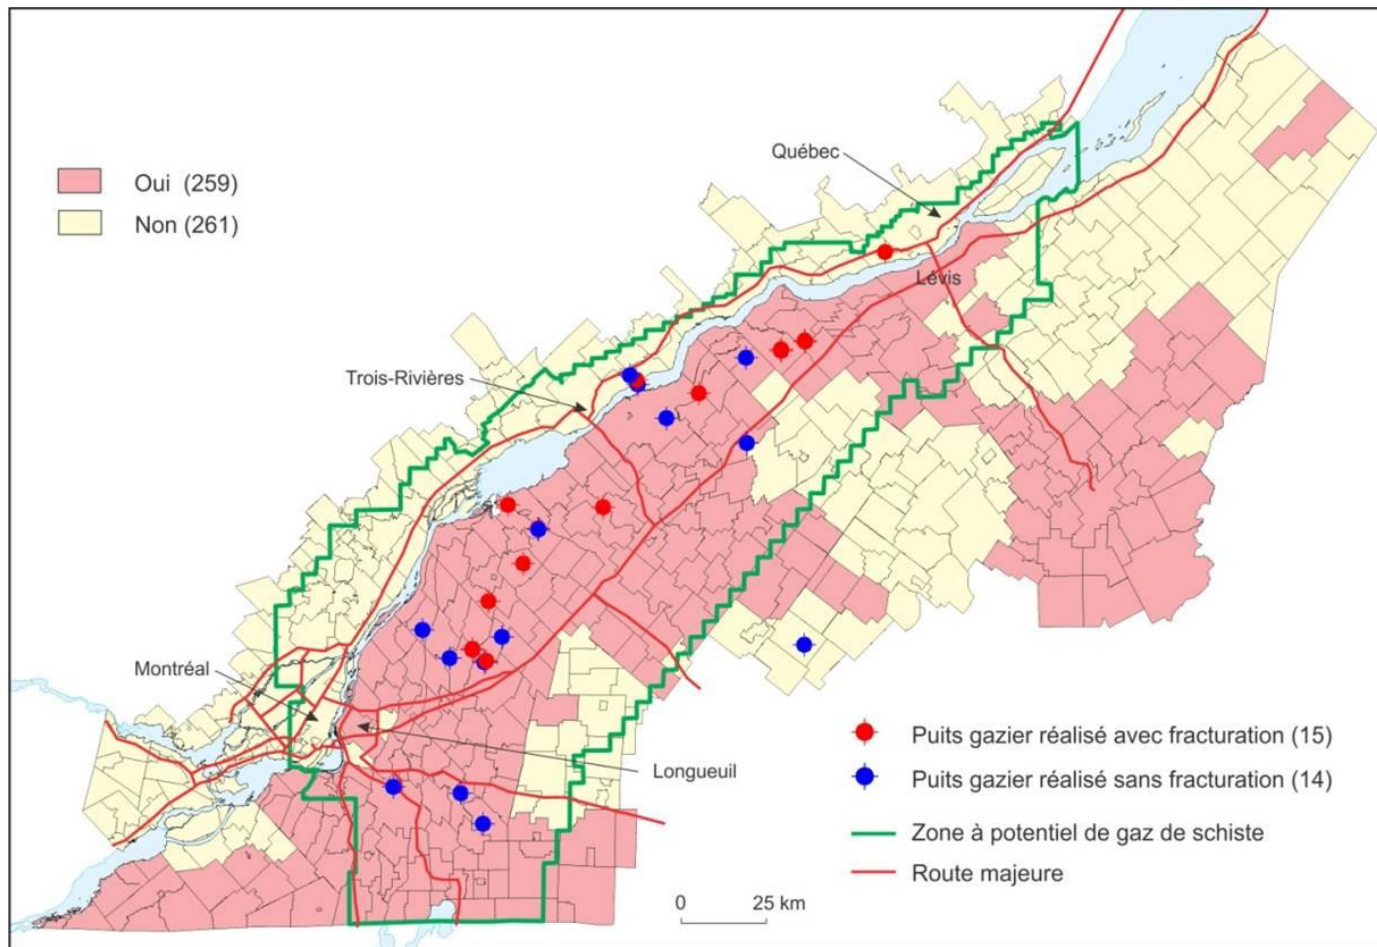 Québec
Oui (259)
Non (261)
Lévis
Trois-Rivières
Montréal
Longueuil
Puits gazier réalisé avec fracturation (15)
Puits gazier réalisé sans fracturation (14)
Zone à potentiel de gaz de schiste
Route majeure
0 25 km